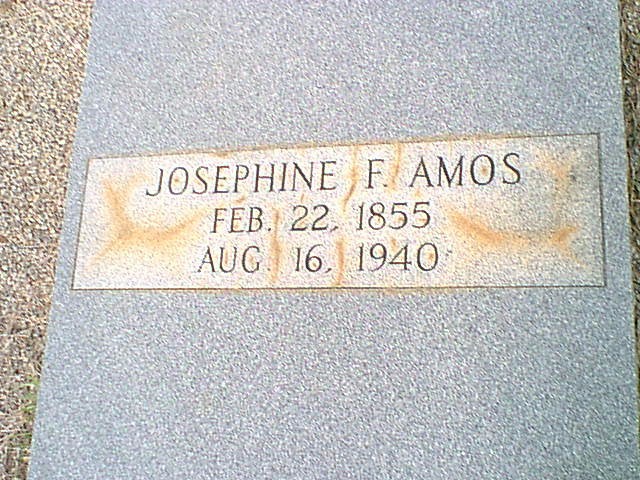 JOSEPHINE F. AMOS
FEB. 22, 1855
AUG. 16, 1940